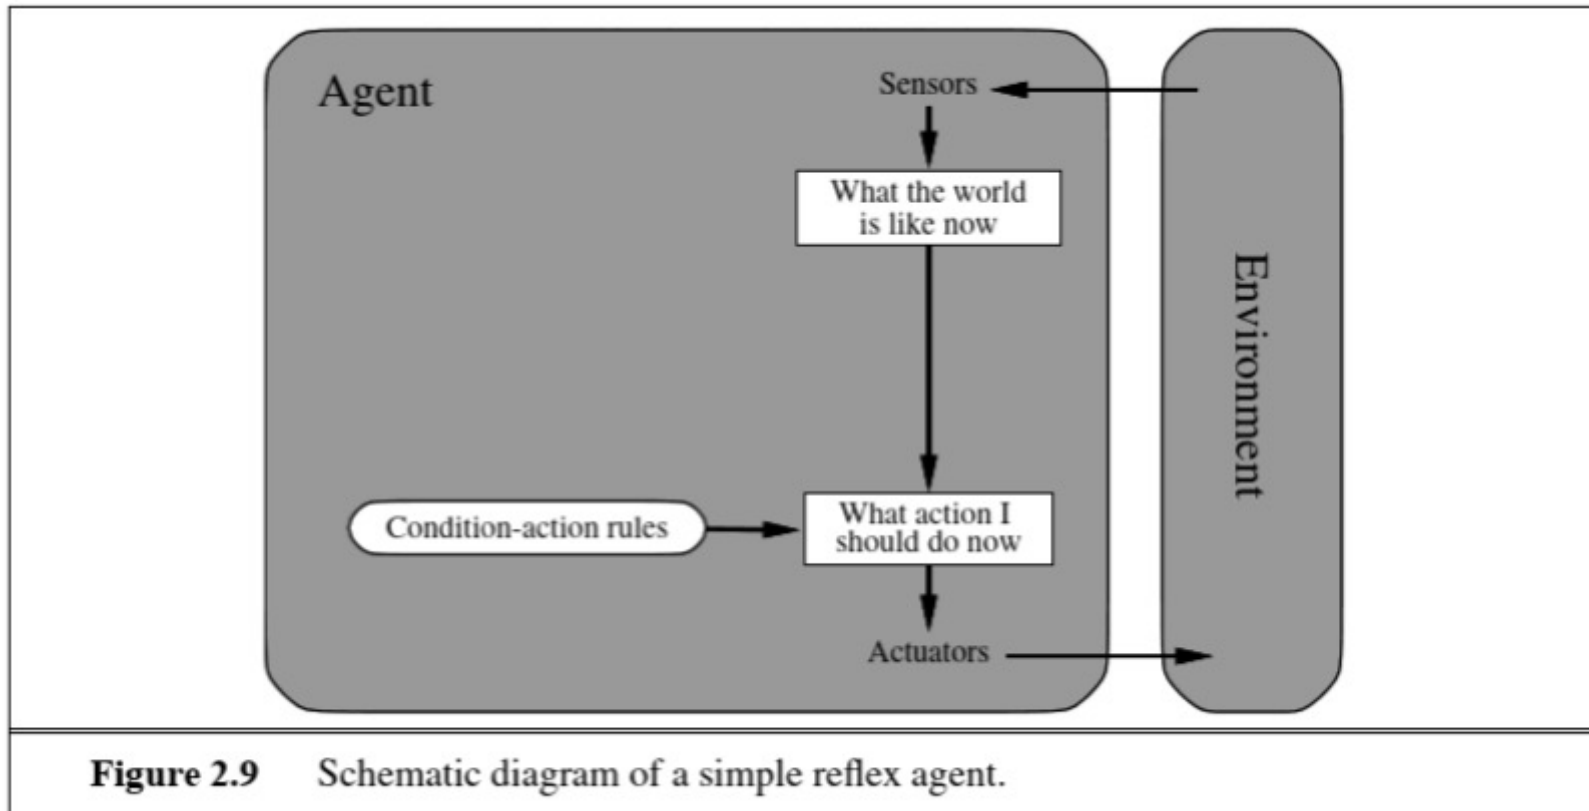 Agent
Sensors
What the world
is like now
Condition-action rules
What action I
should do now
Actuators
Environment
Figure 2.9 Schematic diagram of a simple reflex agent.